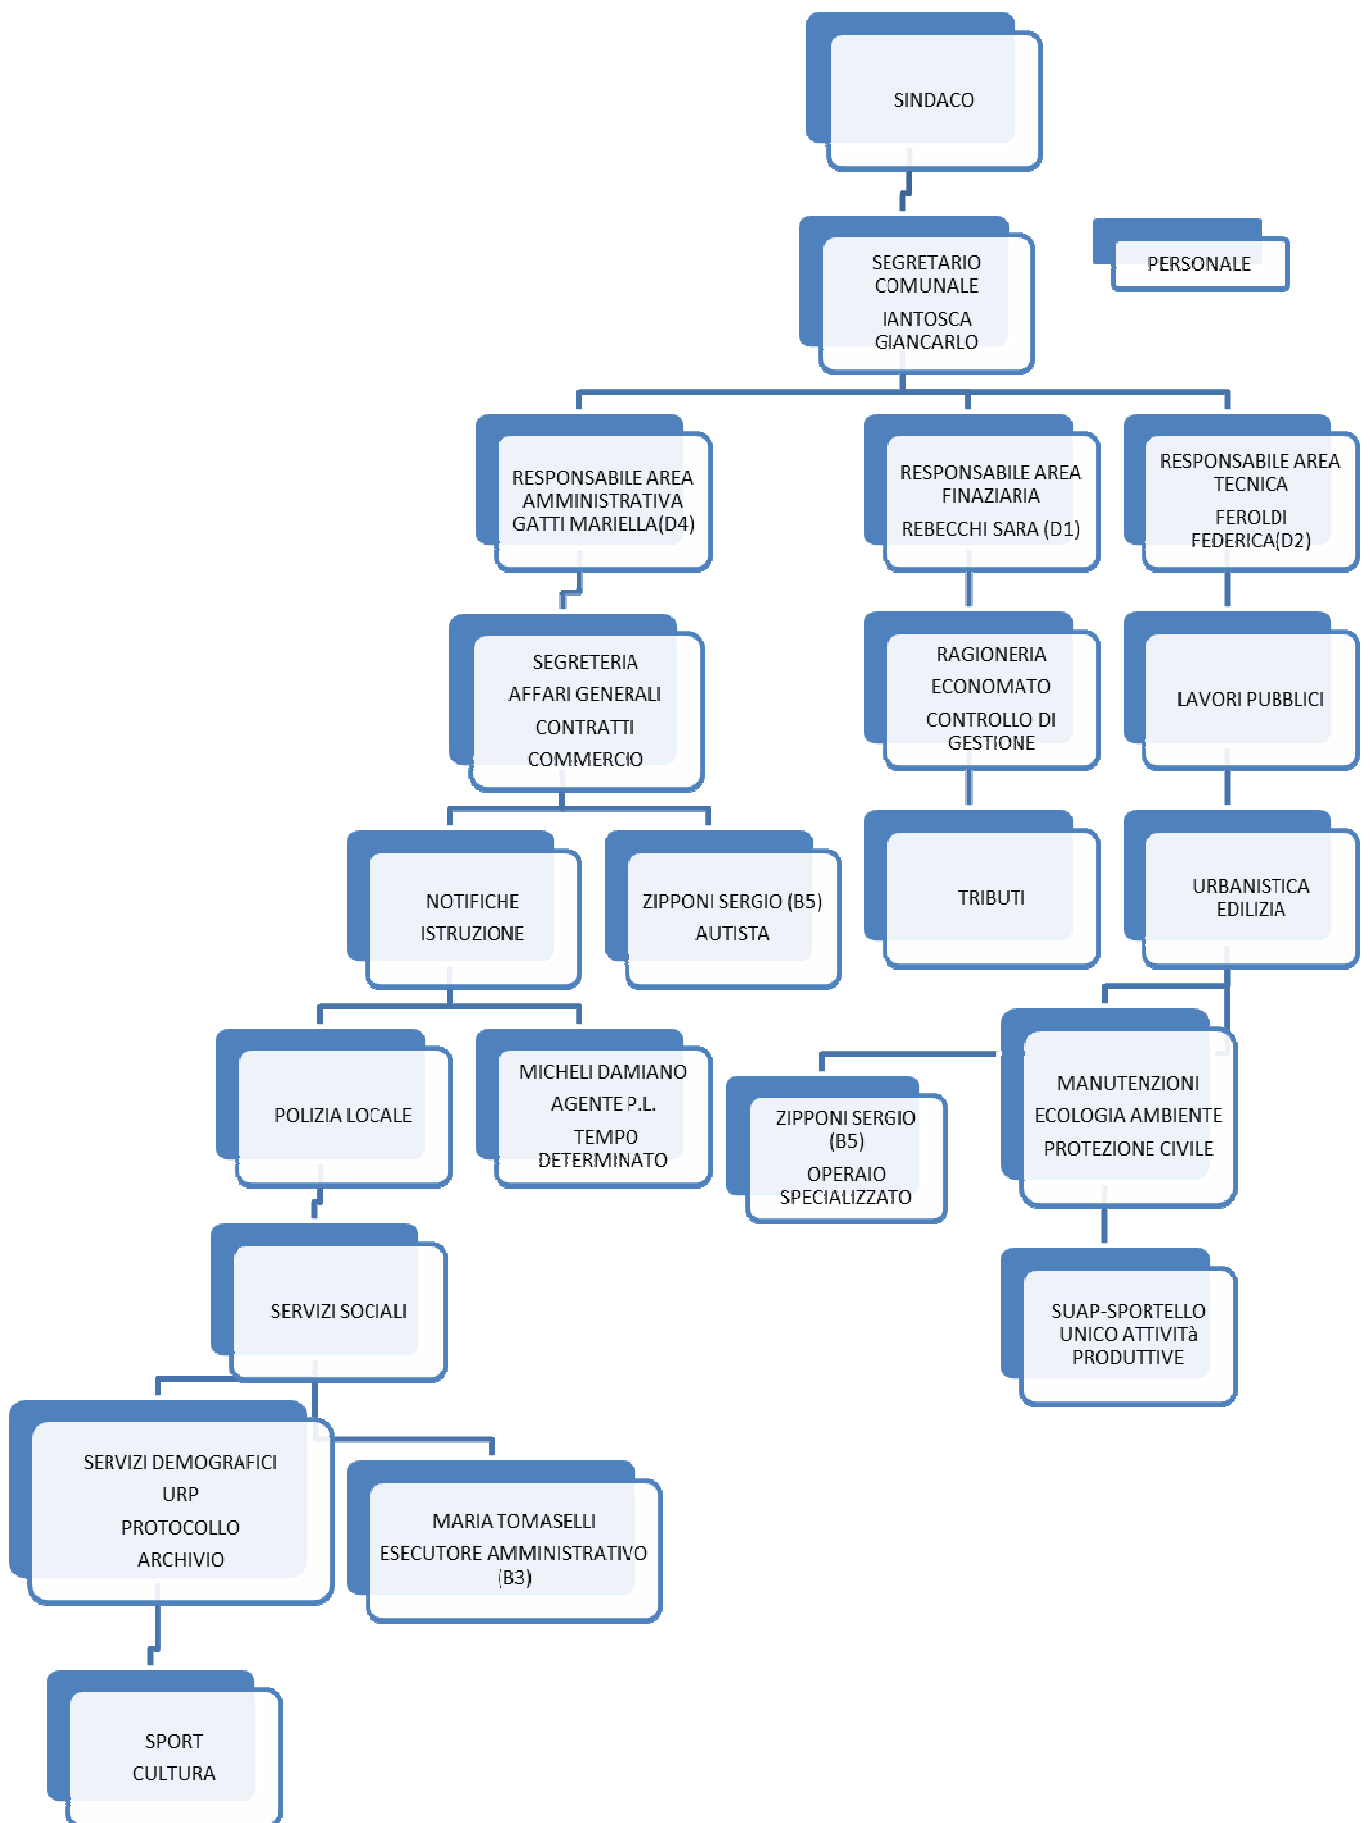 SINDACO
SEGRETARIO
COMUNALE
IANTOSCA
GIANCARLO
PERSONALE
RESPONSABILE AREA
AMMINISTRATIVA
GATTI MARIELLA(D4)
RESPONSABILE AREA
FINAZIARIA
REBECCHI SARA (D1)
RESPONSABILE AREA
TECNICA
FEROLDI
FEDERICA(D2)
SEGRETERIA
AFFARI GENERALI
CONTRATTI
COMMERCIO
RAGIONERIA
ECONOMATO
CONTROLLO DI
GESTIONE
LAVORI PUBBLICI
NOTIFICHE
ISTRUZIONE
ZIPPONI SERGIO (B5)
AUTISTA
TRIBUTI
URBANISTICA
EDILIZIA
POLIZIA LOCALE
MICHELI DAMIANO
AGENTE P.L.
TEMPO
DETERMINATO
ZIPPONI SERGIO
(B5)
OPERAIO
SPECIALIZZATO
MANUTENZIONI
ECOLOGIA AMBIENTE
PROTEZIONE CIVILE
SERVIZI SOCIALI
SUAP-SPORTELLO
UNICO ATTIVITà
PRODUTTIVE
SERVIZI DEMOGRAFICI
URP
PROTOCOLLO
ARCHIVIO
MARIA TOMASELLI
ESECUTORE AMMINISTRATIVO
(B3)
SPORT
CULTURA